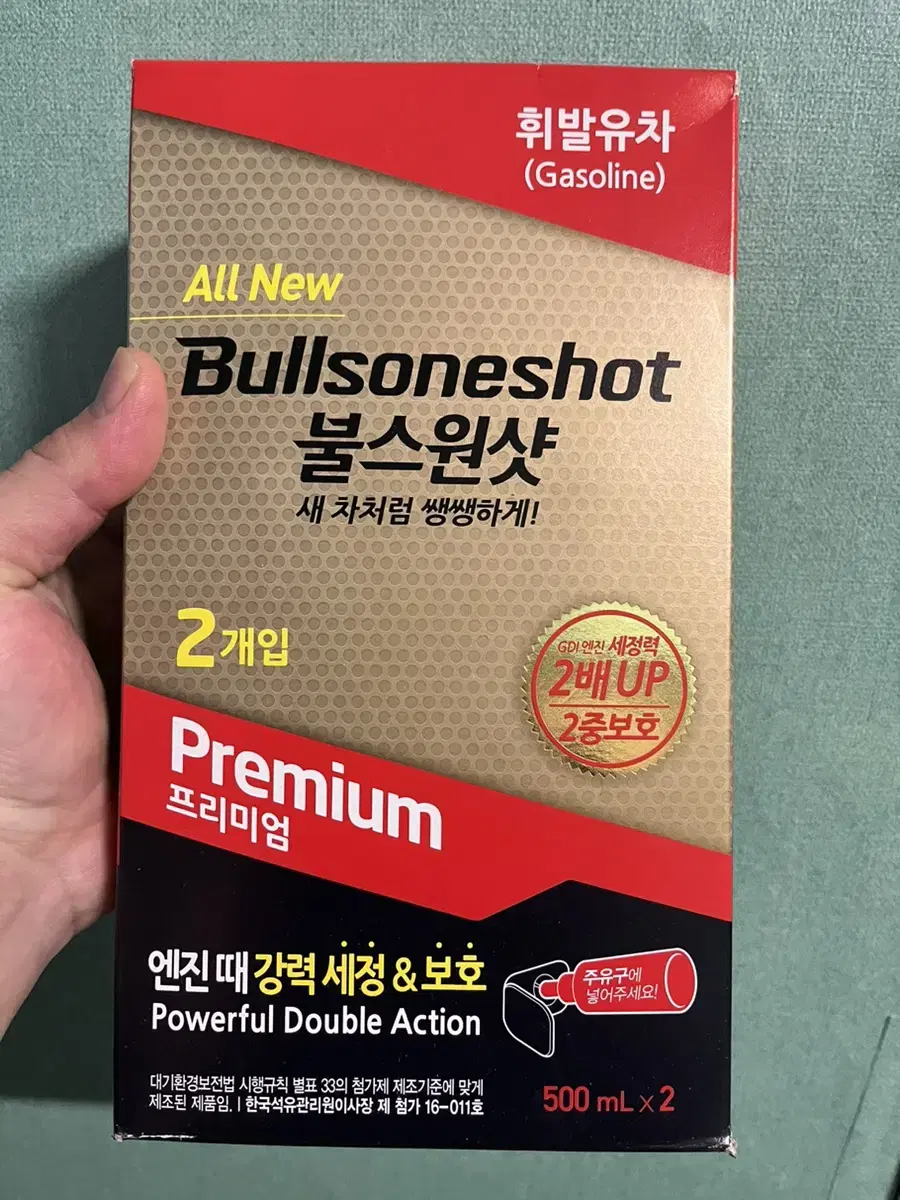 휘발유차
(Gasoline)
All New
Bullsoneshot
불스원샷
새 차처럼 쌩쌩하게!
2개입
GDI 엔진 세정력
2배 UP
2중보호
Premium
프리미엄
엔진 때 강력 세정 & 보호
Powerful Double Action
주유구에
넣어주세요!
대기환경보전법 시행규칙 별표 33의 첨가제 제조기준에 맞게
제조된 제품임. | 한국석유관리원이사장 제 첨가 16-011호
500 mL x 2